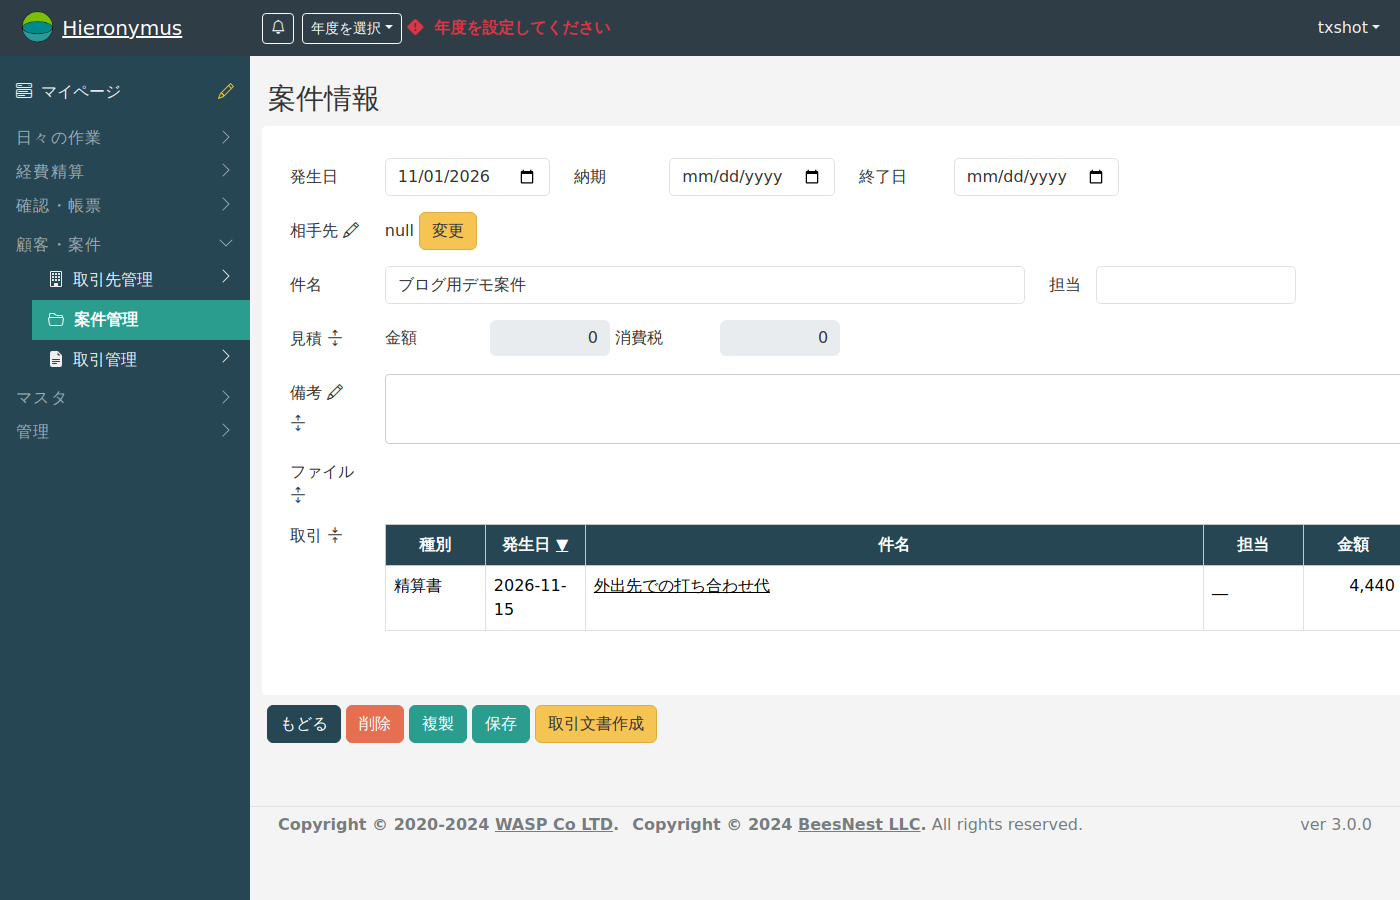 Hieronymus
年度を選択
年度を設定してください
txshot
マイページ
日々の作業
経費精算
確認・帳票
顧客・案件
取引先管理
案件管理
取引管理
マスタ
管理
案件情報
発生日 11/01/2026 納期 mm/dd/yyyy 終了日 mm/dd/yyyy
相手先 null 変更
件名 ブログ用デモ案件 担当
見積 金額 0 消費税 0
備考
ファイル
取引
種別 発生日 ▼ 件名 担当 金額
精算書 2026-11-15 外出先での打ち合わせ代 __ 4,440
もどる 削除 複製 保存 取引文書作成
Copyright © 2020-2024 WASP Co LTD. Copyright © 2024 BeesNest LLC. All rights reserved. ver 3.0.0